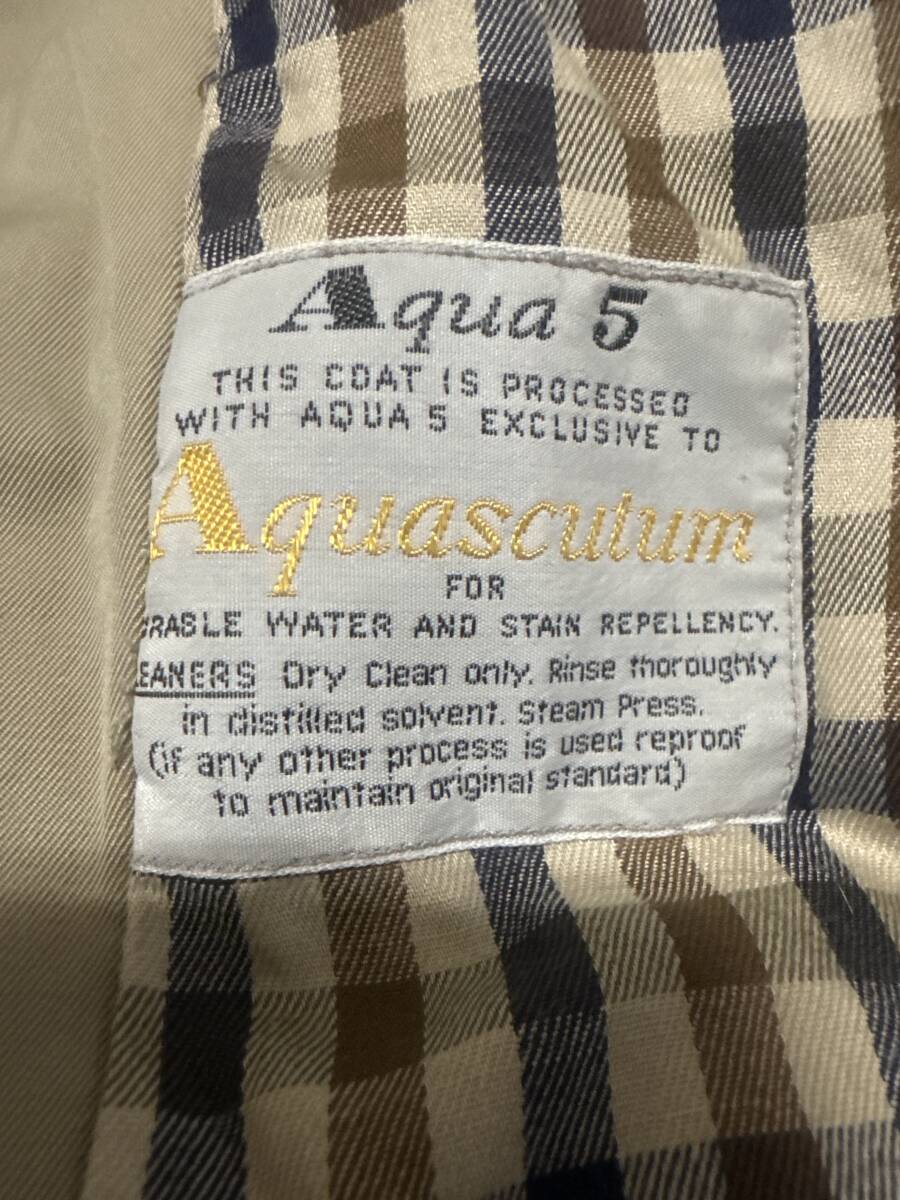 Aqua 5
THIS COAT IS PROCESSED
WITH AQUA 5 EXCLUSIVE TO
Aquascutum
FOR
URABLE WATER AND STAIN REPELLENCY.
LEANERS Dry Clean only. Rinse thoroughly
in distilled solvent. Steam Press.
(if any other process is used reproof
to maintain original standard)